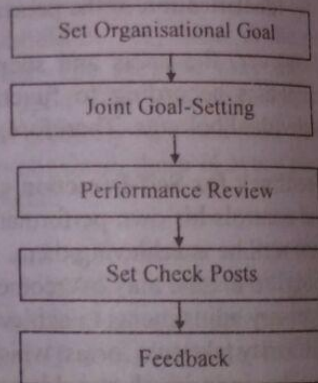 Set Organisational Goal
Joint Goal-Setting
Performance Review
Set Check Posts
Feedback